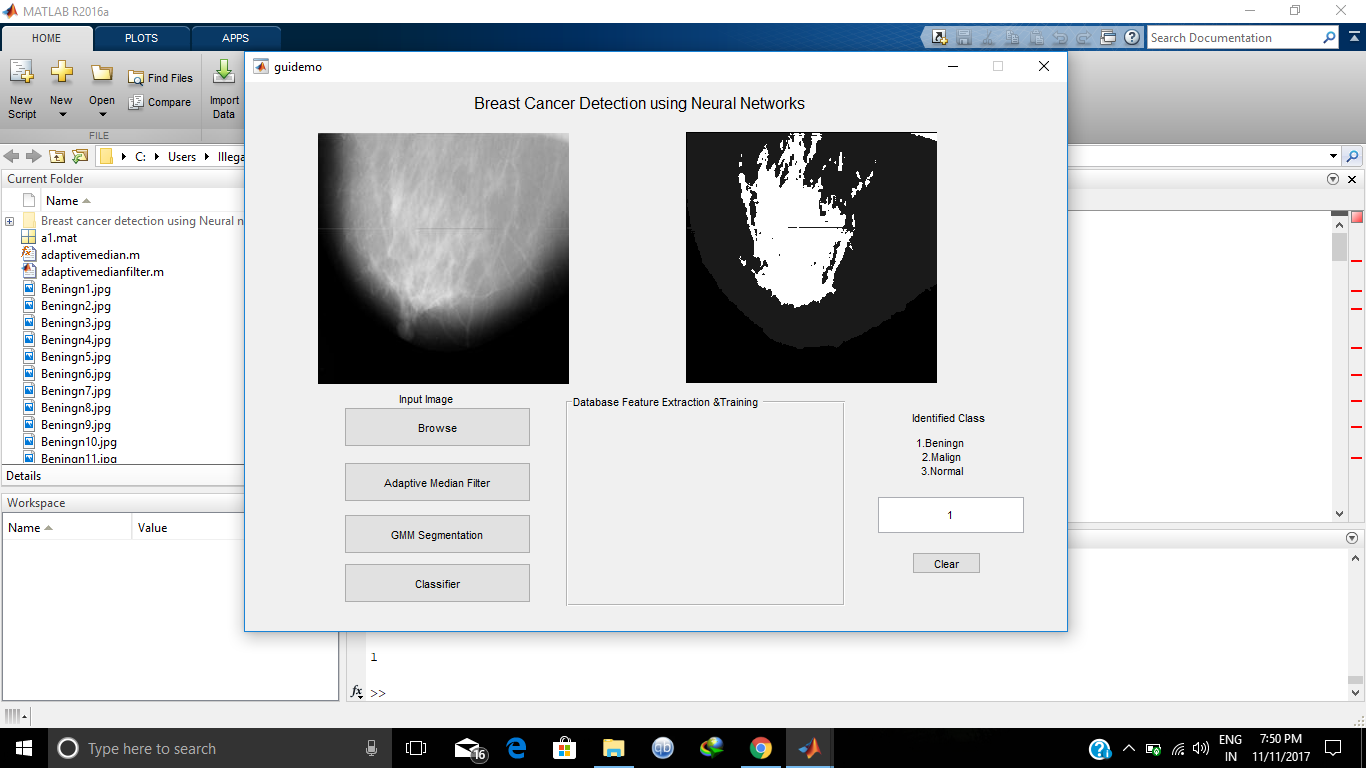 MATLAB R2016a
HOME PLOTS APPS
Search Documentation
New Script
New
Open
Find Files
Compare
Import Data
FILE
C: Users Illega
Current Folder
Name
Breast cancer detection using Neural n
a1.mat
adaptivemedian.m
adaptivemedianfilter.m
Beningn1.jpg
Beningn2.jpg
Beningn3.jpg
Beningn4.jpg
Beningn5.jpg
Beningn6.jpg
Beningn7.jpg
Beningn8.jpg
Beningn9.jpg
Beningn10.jpg
Beningn11.jpg
Details
Workspace
Name Value
guidemo
Breast Cancer Detection using Neural Networks
Input Image
Browse
Adaptive Median Filter
GMM Segmentation
Classifier
Database Feature Extraction &Training
Identified Class
1.Beningn
2.Malign
3.Normal
1
Clear
1
fx >>
Type here to search
16
ENG
IN
7:50 PM
11/11/2017